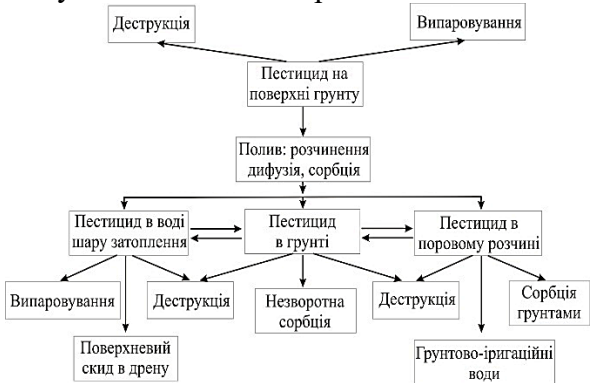 Деструкція
Випаровування
Пестицид на
поверхні грунту
Полив: розчинення
дифузія, сорбція
Пестицид в воді
шару затоплення
Пестицид
в грунті
Пестицид в
поровому розчині
Випаровування
Деструкція
Незворотна
сорбція
Деструкція
Сорбція
грунтами
Поверхневий
скид в дрену
Грунтово-іригаційні
води